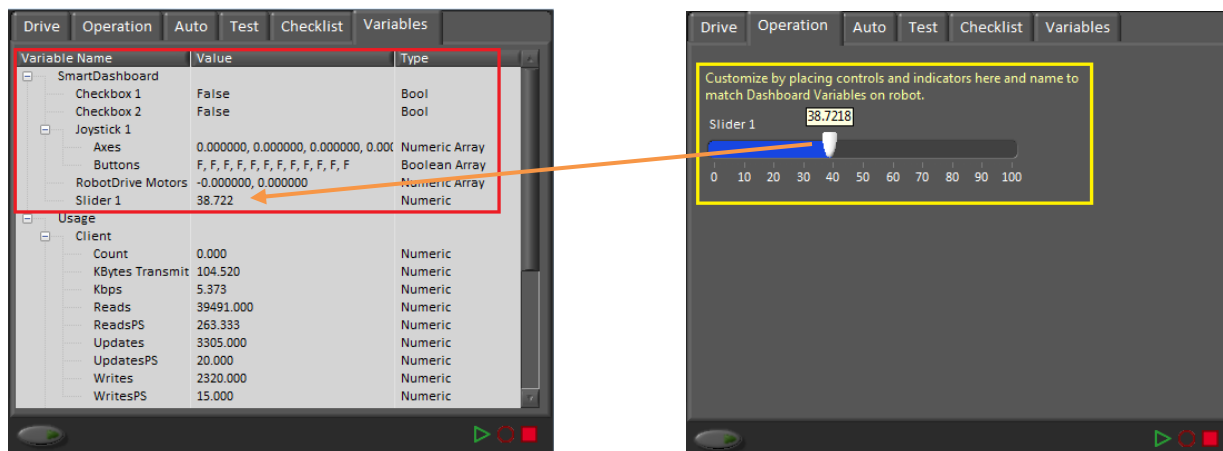 Drive Operation Auto Test Checklist Variables
Variable Name Value Type
SmartDashboard
Checkbox 1 False Bool
Checkbox 2 False Bool
Joystick 1
Axes 0.000000, 0.000000, 0.000000, 0.000 Numeric Array
Buttons F, F, F, F, F, F, F, F, F, F, F, F Boolean Array
RobotDrive Motors -0.000000, 0.000000 Numeric Array
Slider 1 38.722 Numeric
Usage
Client
Count 0.000 Numeric
KBytes Transmit 104.520 Numeric
Kbps 5.373 Numeric
Reads 39491.000 Numeric
ReadsPS 263.333 Numeric
Updates 3305.000 Numeric
UpdatesPS 20.000 Numeric
Writes 2320.000 Numeric
WritesPS 15.000 Numeric
Drive Operation Auto Test Checklist Variables
Customize by placing controls and indicators here and name to
match Dashboard Variables on robot.
38.7218
Slider 1
0 10 20 30 40 50 60 70 80 90 100